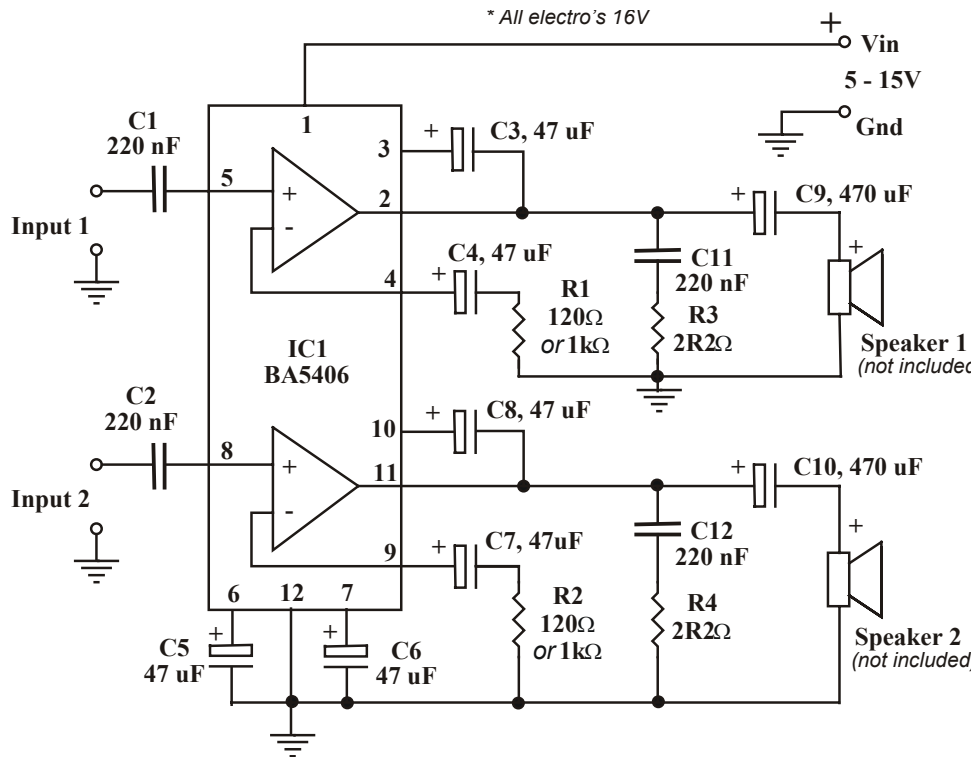 * All electro's 16V
+
Vin
5 - 15V
Gnd
C1
220 nF
1
3
+
C3, 47 uF
5
+
-
2
+
C9, 470 uF
Input 1
4
+
C4, 47 uF
C11
220 nF
+
R1
120Ω
or 1kΩ
R3
2R2Ω
Speaker 1
(not included
IC1
BA5406
C2
220 nF
10
+
C8, 47 uF
8
+
-
11
+
C10, 470 uF
Input 2
9
+
C7, 47uF
C12
220 nF
+
6
12
7
R2
120Ω
or 1kΩ
R4
2R2Ω
Speaker 2
(not included)
+
C5
47 uF
+
C6
47 uF